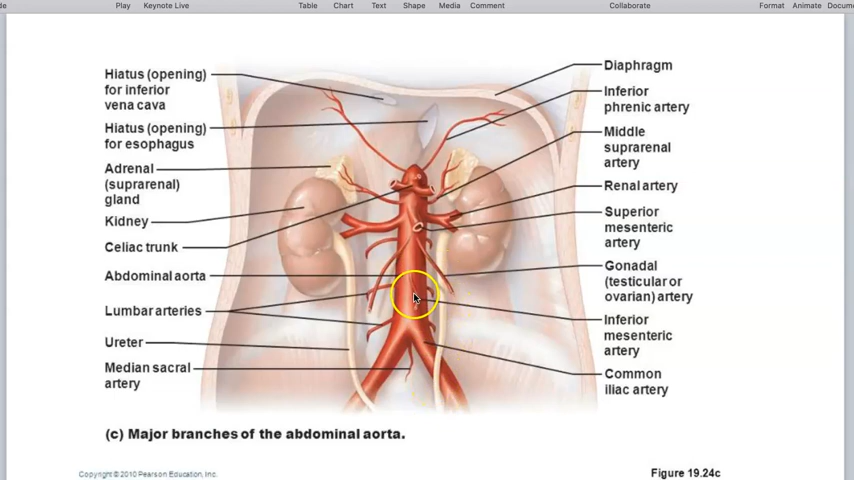 Play Keynote Live Table Chart Text Shape Media Comment Collaborate Format Animate
Hiatus (opening)
for inferior
vena cava
Hiatus (opening)
for esophagus
Adrenal
(suprarenal)
gland
Kidney
Celiac trunk
Abdominal aorta
Lumbar arteries
Ureter
Median sacral
artery
Diaphragm
Inferior
phrenic artery
Middle
suprarenal
artery
Renal artery
Superior
mesenteric
artery
Gonadal
(testicular or
ovarian) artery
Inferior
mesenteric
artery
Common
iliac artery
(c) Major branches of the abdominal aorta.
Copyright © 2010 Pearson Education, Inc.
Figure 19.24c